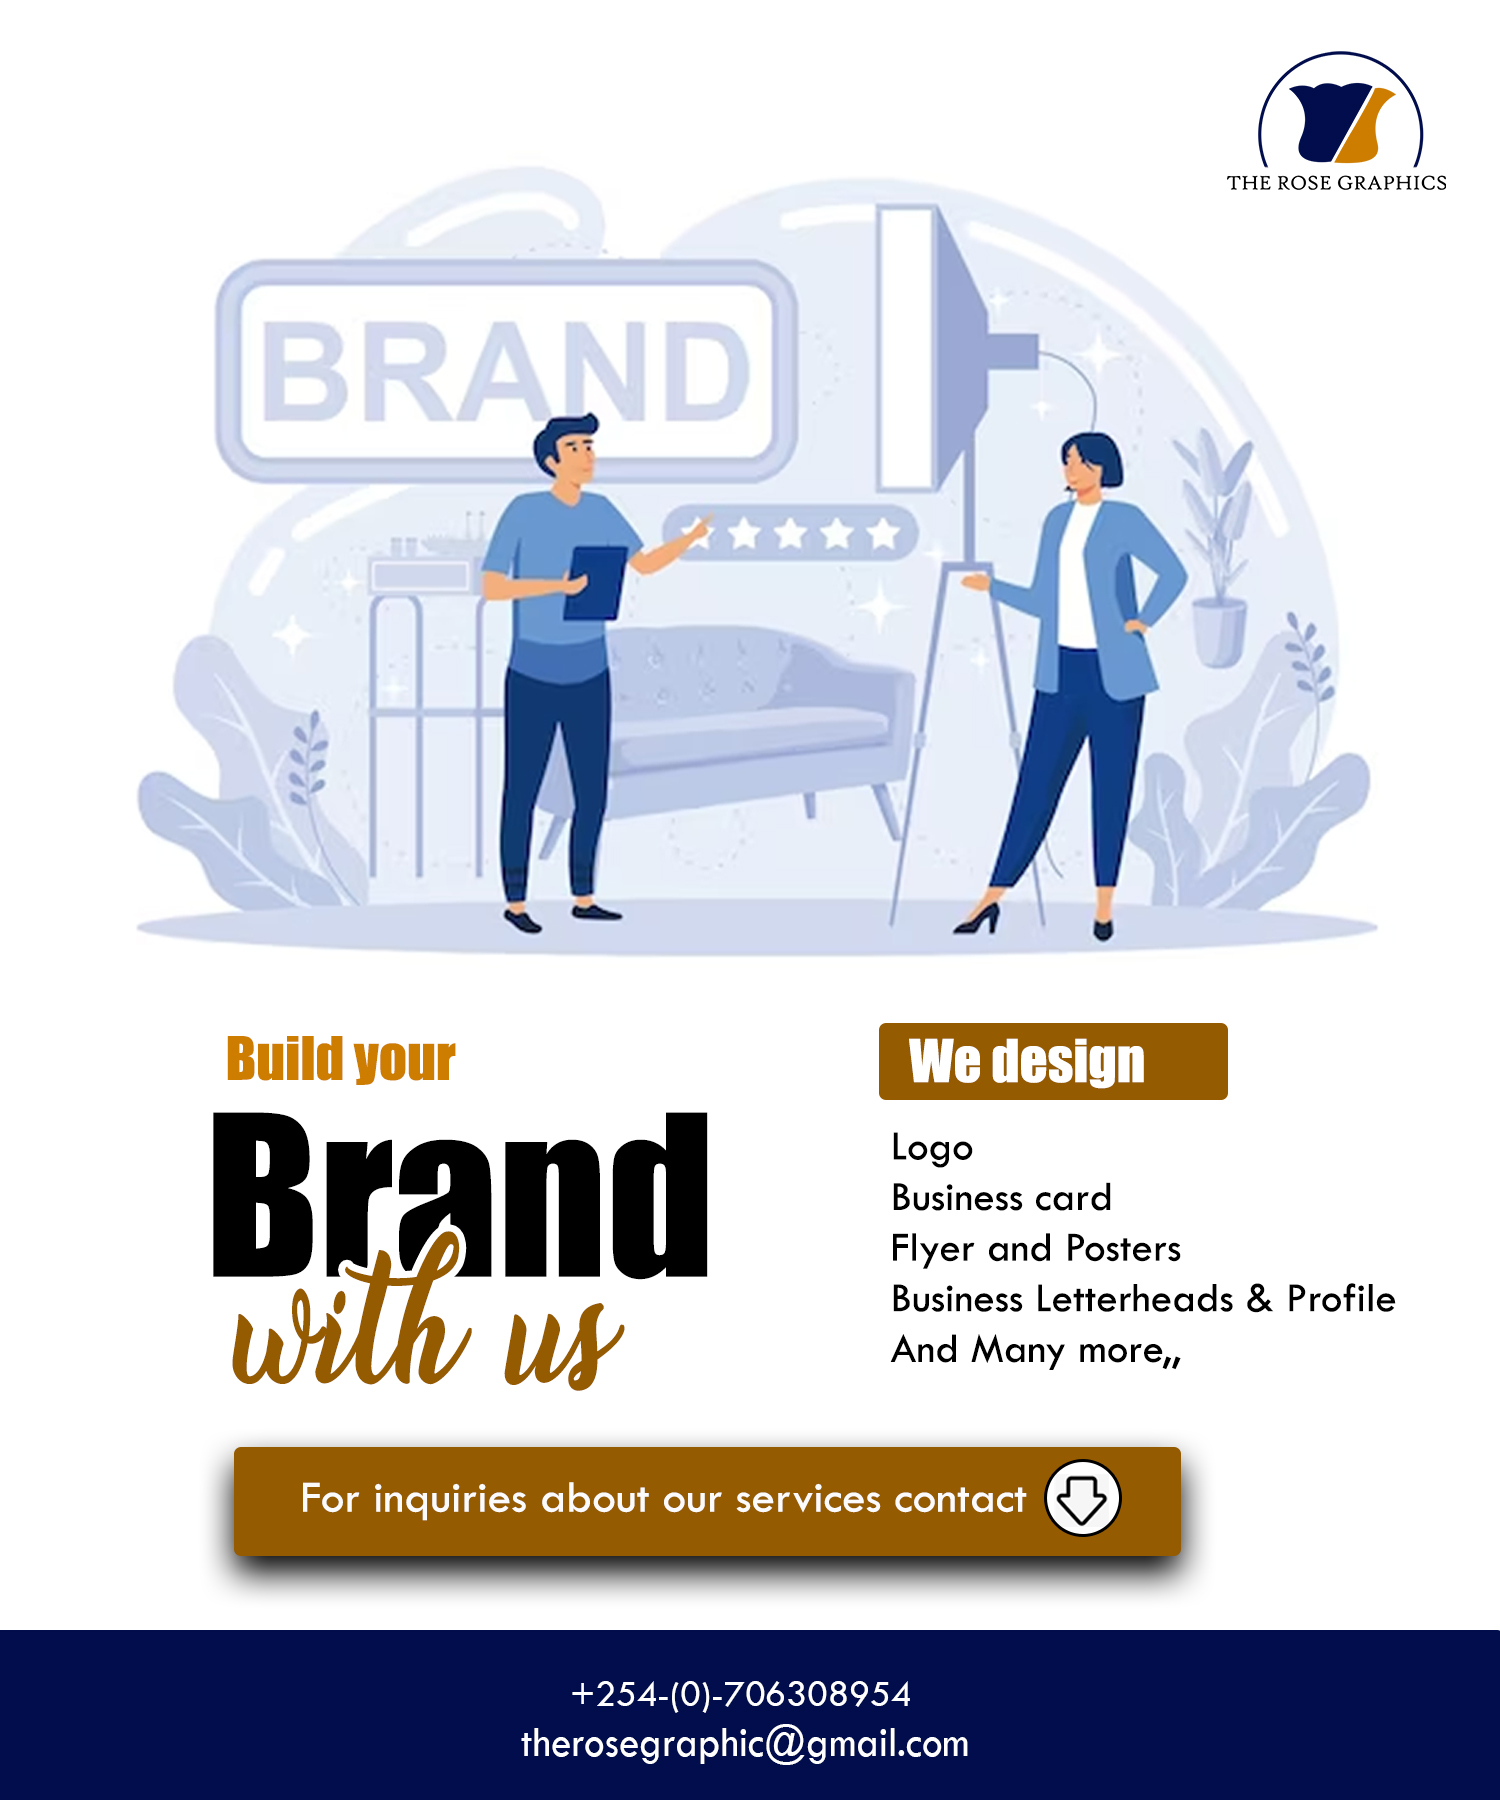 THE ROSE GRAPHICS
BRAND
Build your
Brand
with us
We design
Logo
Business card
Flyer and Posters
Business Letterheads & Profile
And Many more,,
For inquiries about our services contact
+254-(0)-706308954
therosegraphic@gmail.com